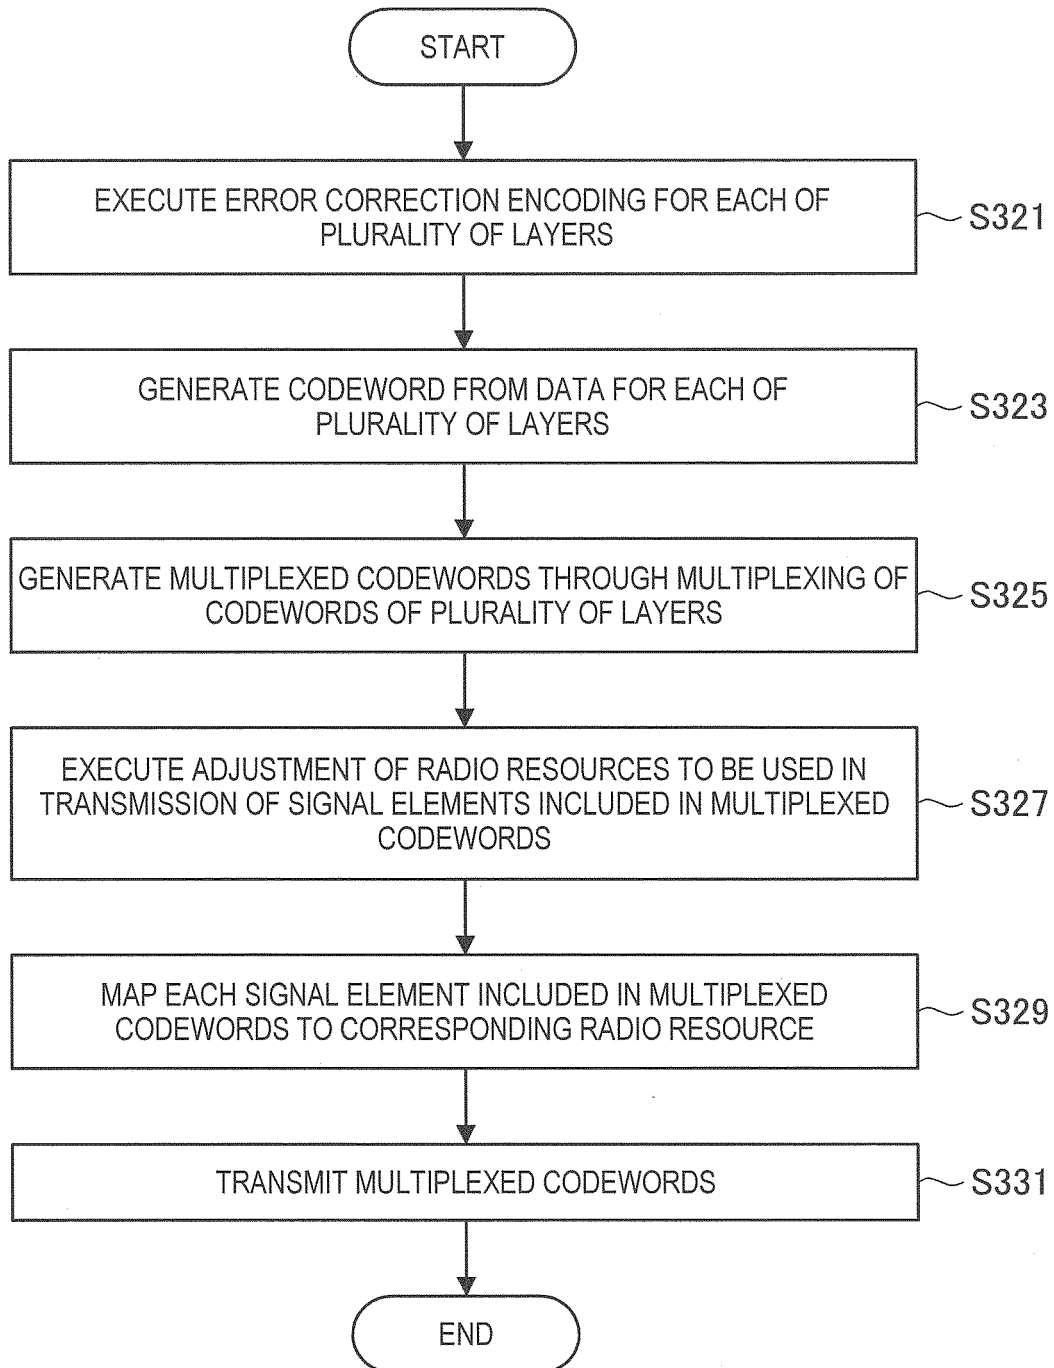 START
EXECUTE ERROR CORRECTION ENCODING FOR EACH OF
PLURALITY OF LAYERS
S321
GENERATE CODEWORD FROM DATA FOR EACH OF
PLURALITY OF LAYERS
S323
GENERATE MULTIPLEXED CODEWORDS THROUGH MULTIPLEXING OF
CODEWORDS OF PLURALITY OF LAYERS
S325
EXECUTE ADJUSTMENT OF RADIO RESOURCES TO BE USED IN
TRANSMISSION OF SIGNAL ELEMENTS INCLUDED IN MULTIPLEXED
CODEWORDS
S327
MAP EACH SIGNAL ELEMENT INCLUDED IN MULTIPLEXED
CODEWORDS TO CORRESPONDING RADIO RESOURCE
S329
TRANSMIT MULTIPLEXED CODEWORDS
S331
END